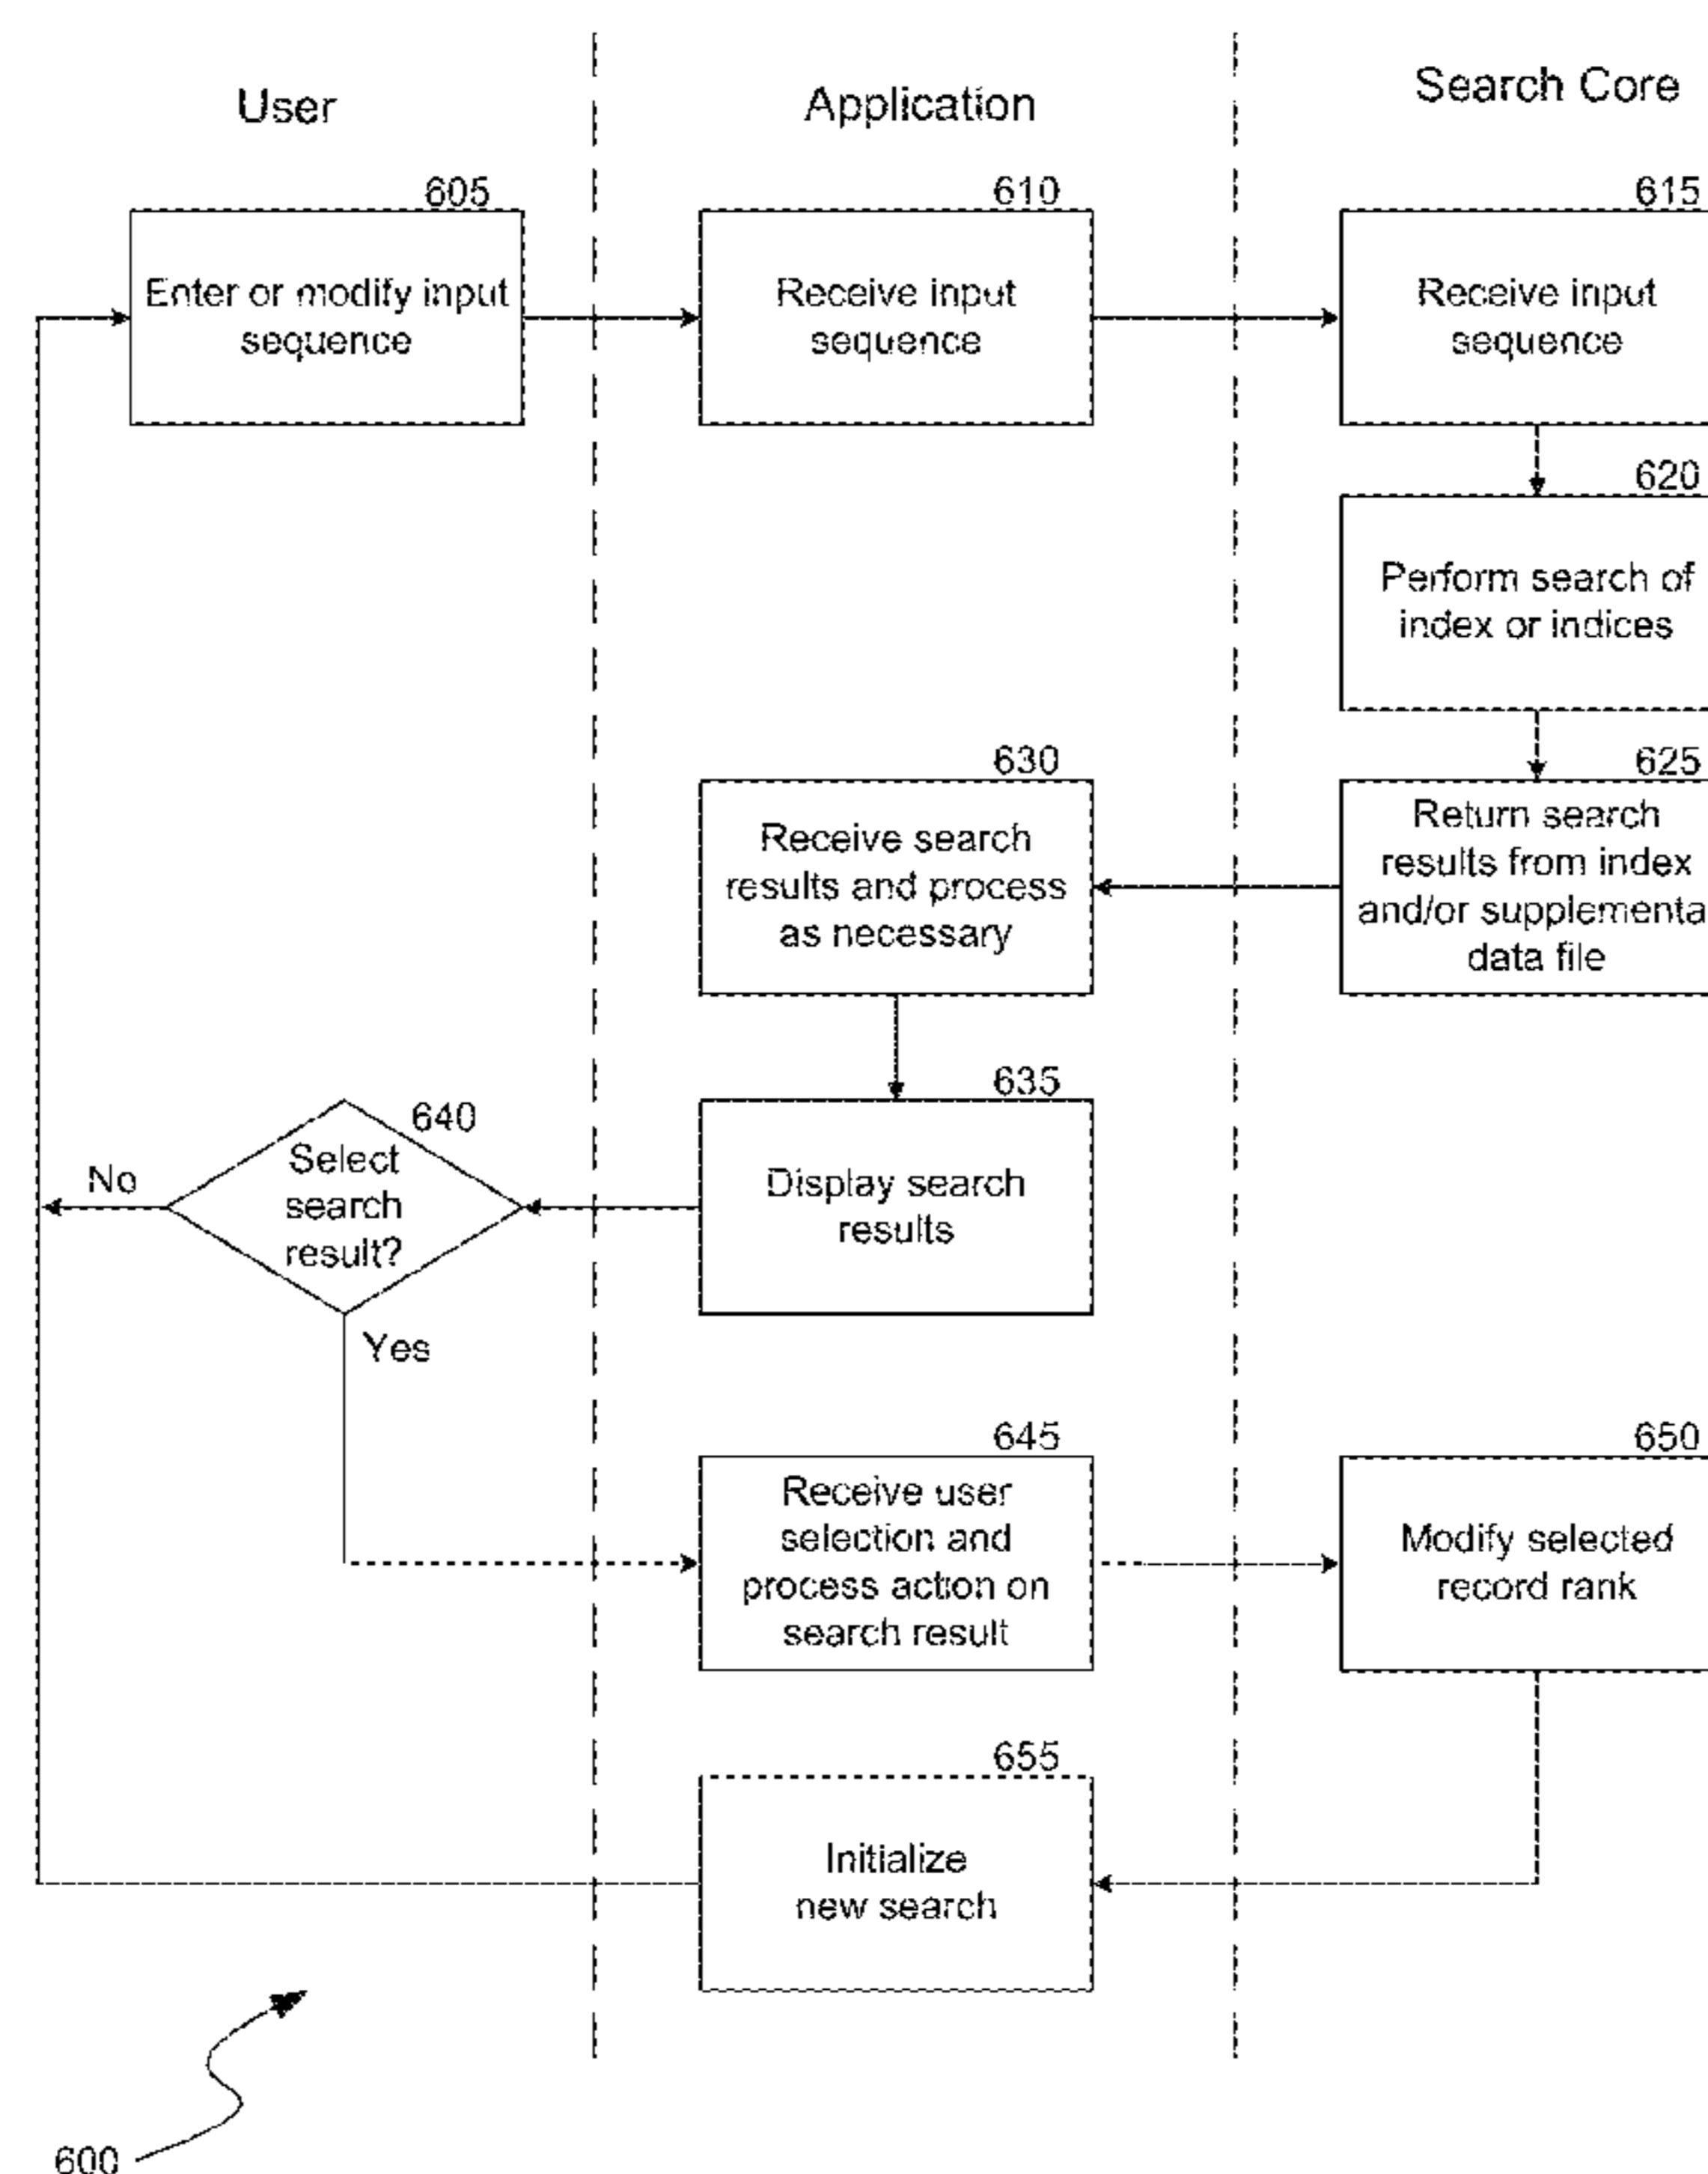 User
Application
Search Core
605
Enter or modify input
sequence
610
Receive input
sequence
615
Receive input
sequence
620
Perform search of
index or indices
625
Return search
results from index
and/or supplementa
data file
630
Receive search
results and process
as necessary
635
Display search
results
640
Select
search
result?
No
Yes
645
Receive user
selection and
process action on
search result
650
Modify selected
record rank
655
Initialize
new search
600